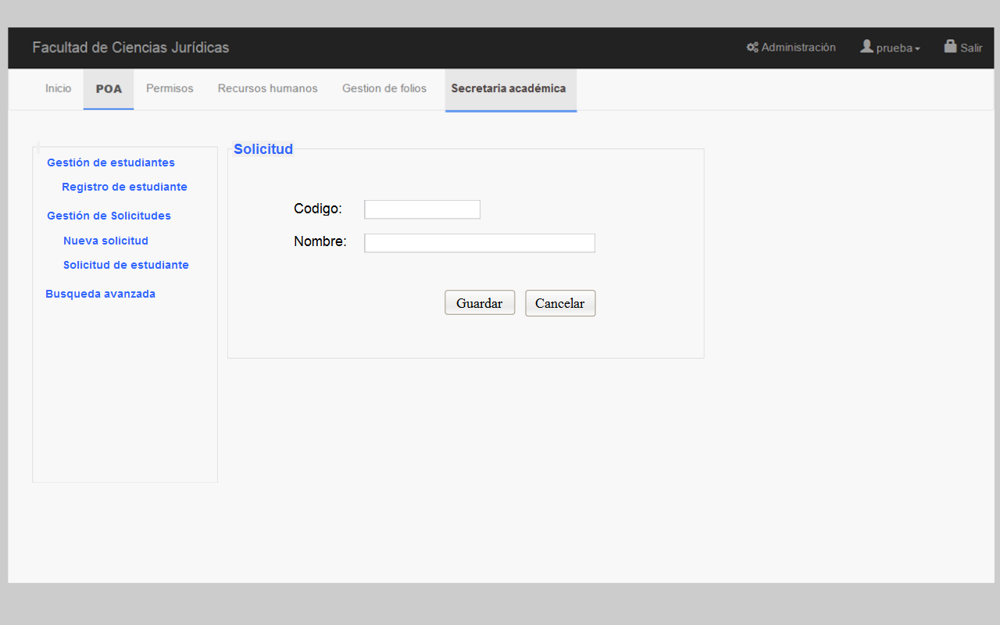 Facultad de Ciencias Jurídicas
Administración
prueba
Salir
Inicio
POA
Permisos
Recursos humanos
Gestion de folios
Secretaria académica
Gestión de estudiantes
Registro de estudiante
Gestión de Solicitudes
Nueva solicitud
Solicitud de estudiante
Busqueda avanzada
Solicitud
Codigo:
Nombre:
Guardar
Cancelar